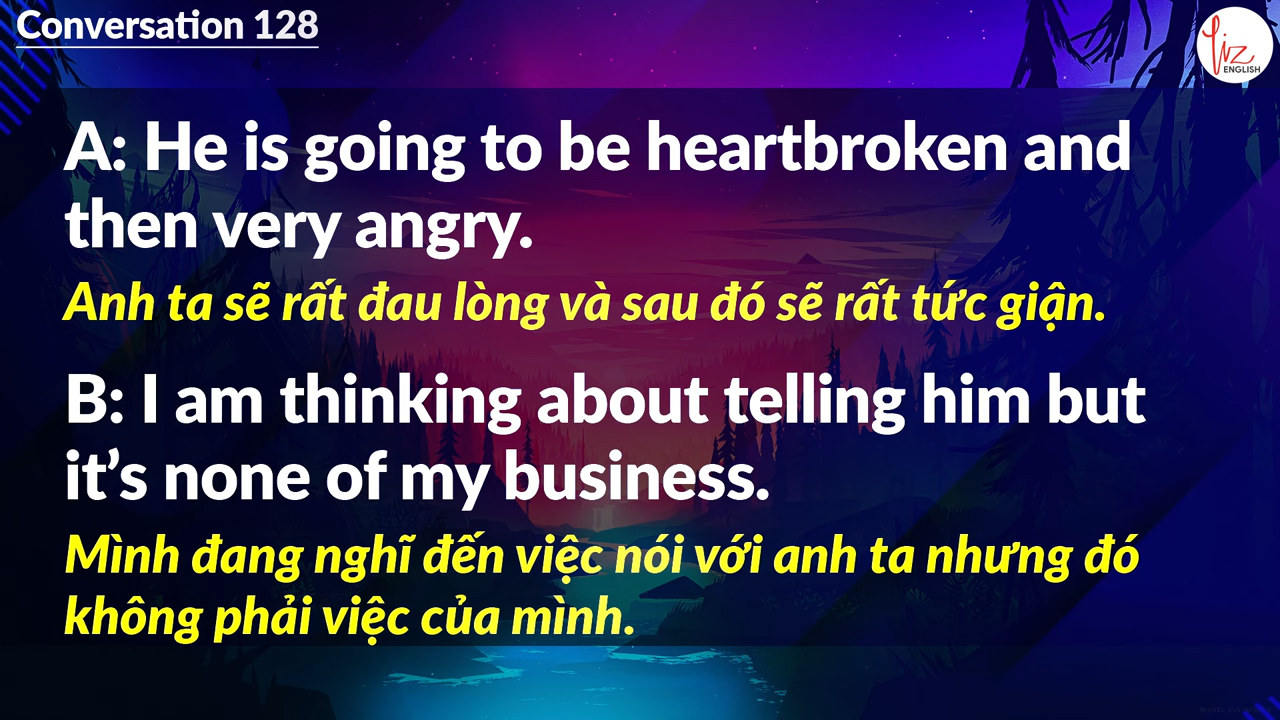 Conversation 128
Liz
ENGLISH
A: He is going to be heartbroken and
then very angry.
Anh ta sẽ rất đau lòng và sau đó sẽ rất tức giận.
B: I am thinking about telling him but
it’s none of my business.
Mình đang nghĩ đến việc nói với anh ta nhưng đó
không phải việc của mình.